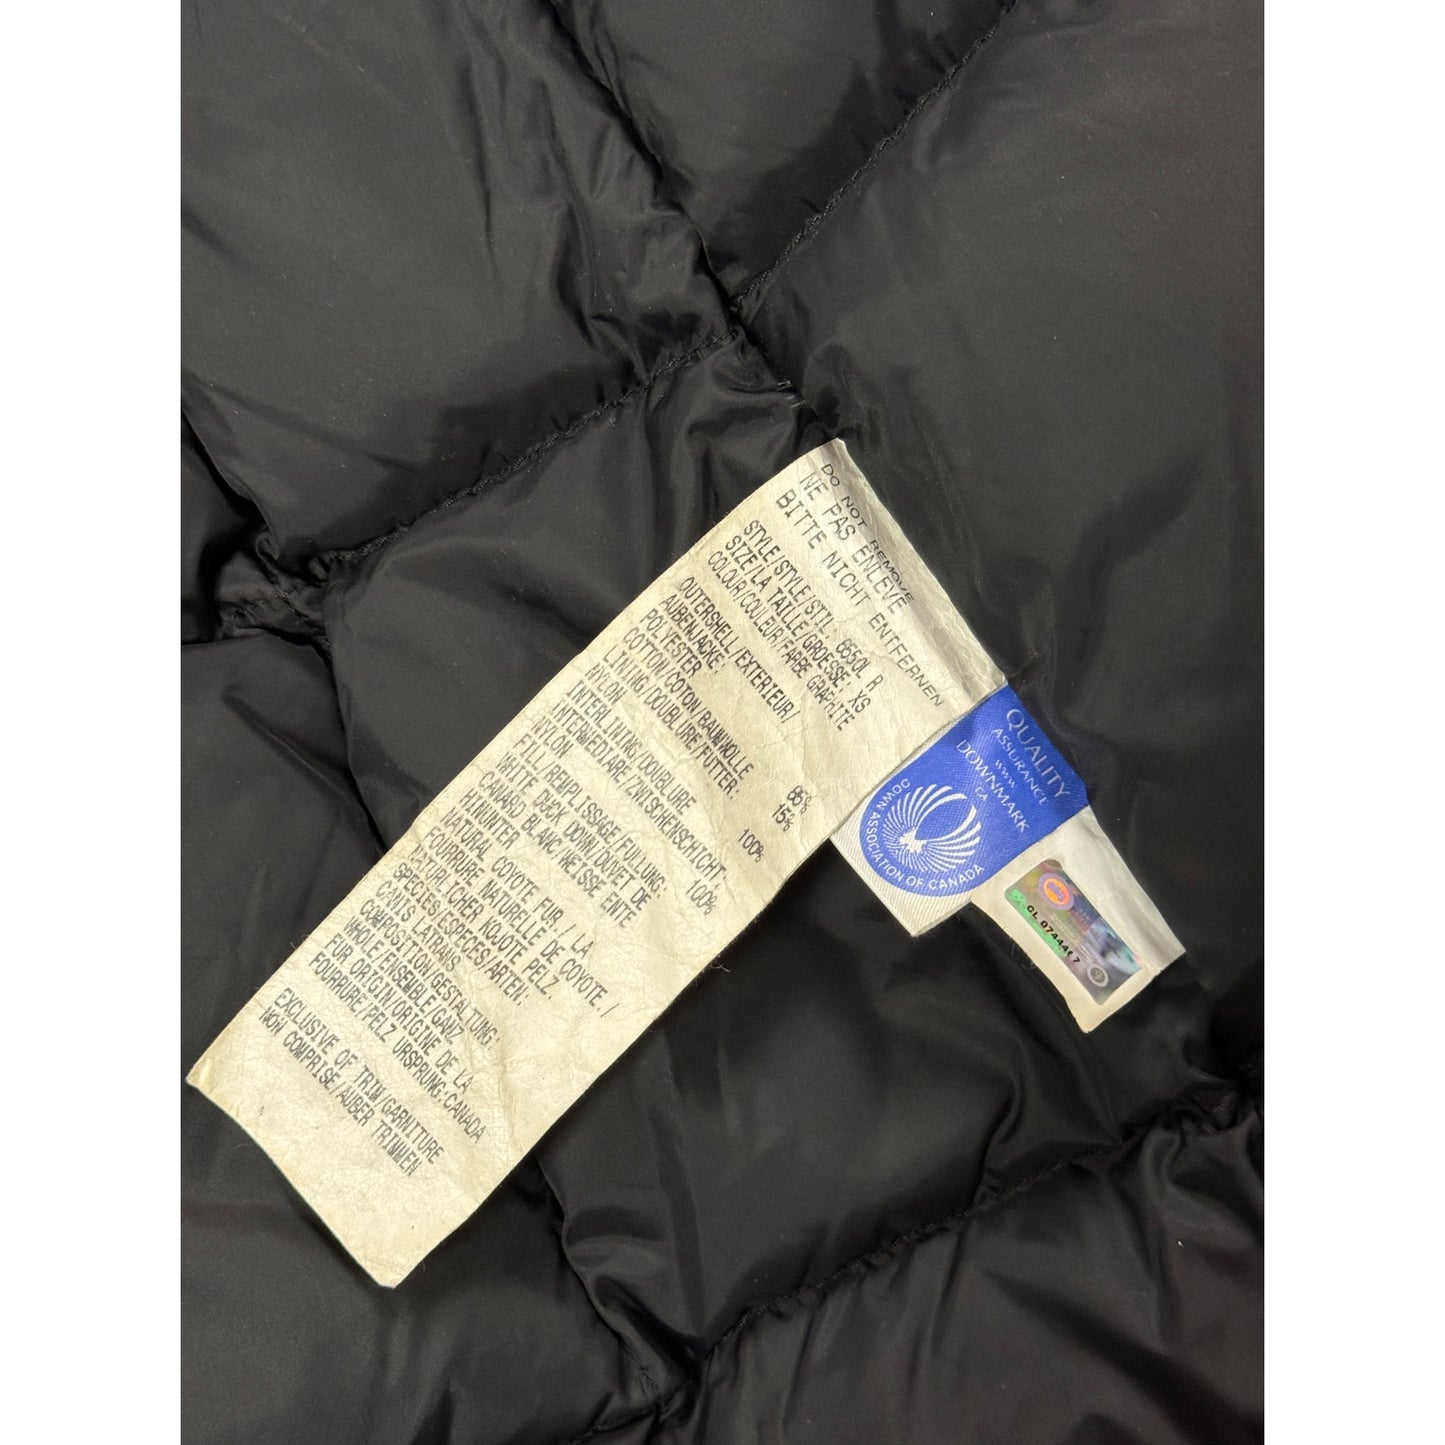 DO NOT REMOVE
NE PAS ENLEVE
BITTE NICHT ENTFERNEN
STYLE/STYLE/STIL: 6550L R
SIZE/LA TAILLE/GROESSE: XS
COLOUR/COULEUR/FARBE GRAPHITE
OUTERSHELL/EXTERIEUR/
AUBENJACKE:
POLYESTER 85%
COTTON/COTON/BAUMWOLLE 15%
LINING/DOUBLURE/FUTTER:
NYLON 100%
INTERLINING/DOUBLURE
INTERMEDIARE/ZWISCHENSCHICHT:
NYLON 100%
FILL/REMPLISSAGE/FULLUNG:
WHITE DUCK DOWN/DUVET DE
CANARD BLANC/WEISSE ENTE
HINUNTER
NATURAL COYOTE FUR./LA
FOURRURE NATURELLE DE COYOTE./
NATURLICHER KOJOTE PELZ.
SPECIES/ESPECES/ARTEN:
CANIS LATRANS
COMPOSITION/GESTALTUNG:
WHOLE/ENSEMBLE/GANZ
FUR ORIGIN/ORIGINE DE LA
FOURRURE/PELZ URSPRUNG:CANADA
EXCLUSIVE OF TRIM/GARNITURE
NON COMPRISE/AUBER TRIMMEN
QUALITY
ASSURANCE
www.
DOWNMARK
.CA
DOWN ASSOCIATION OF CANADA
CL 07444